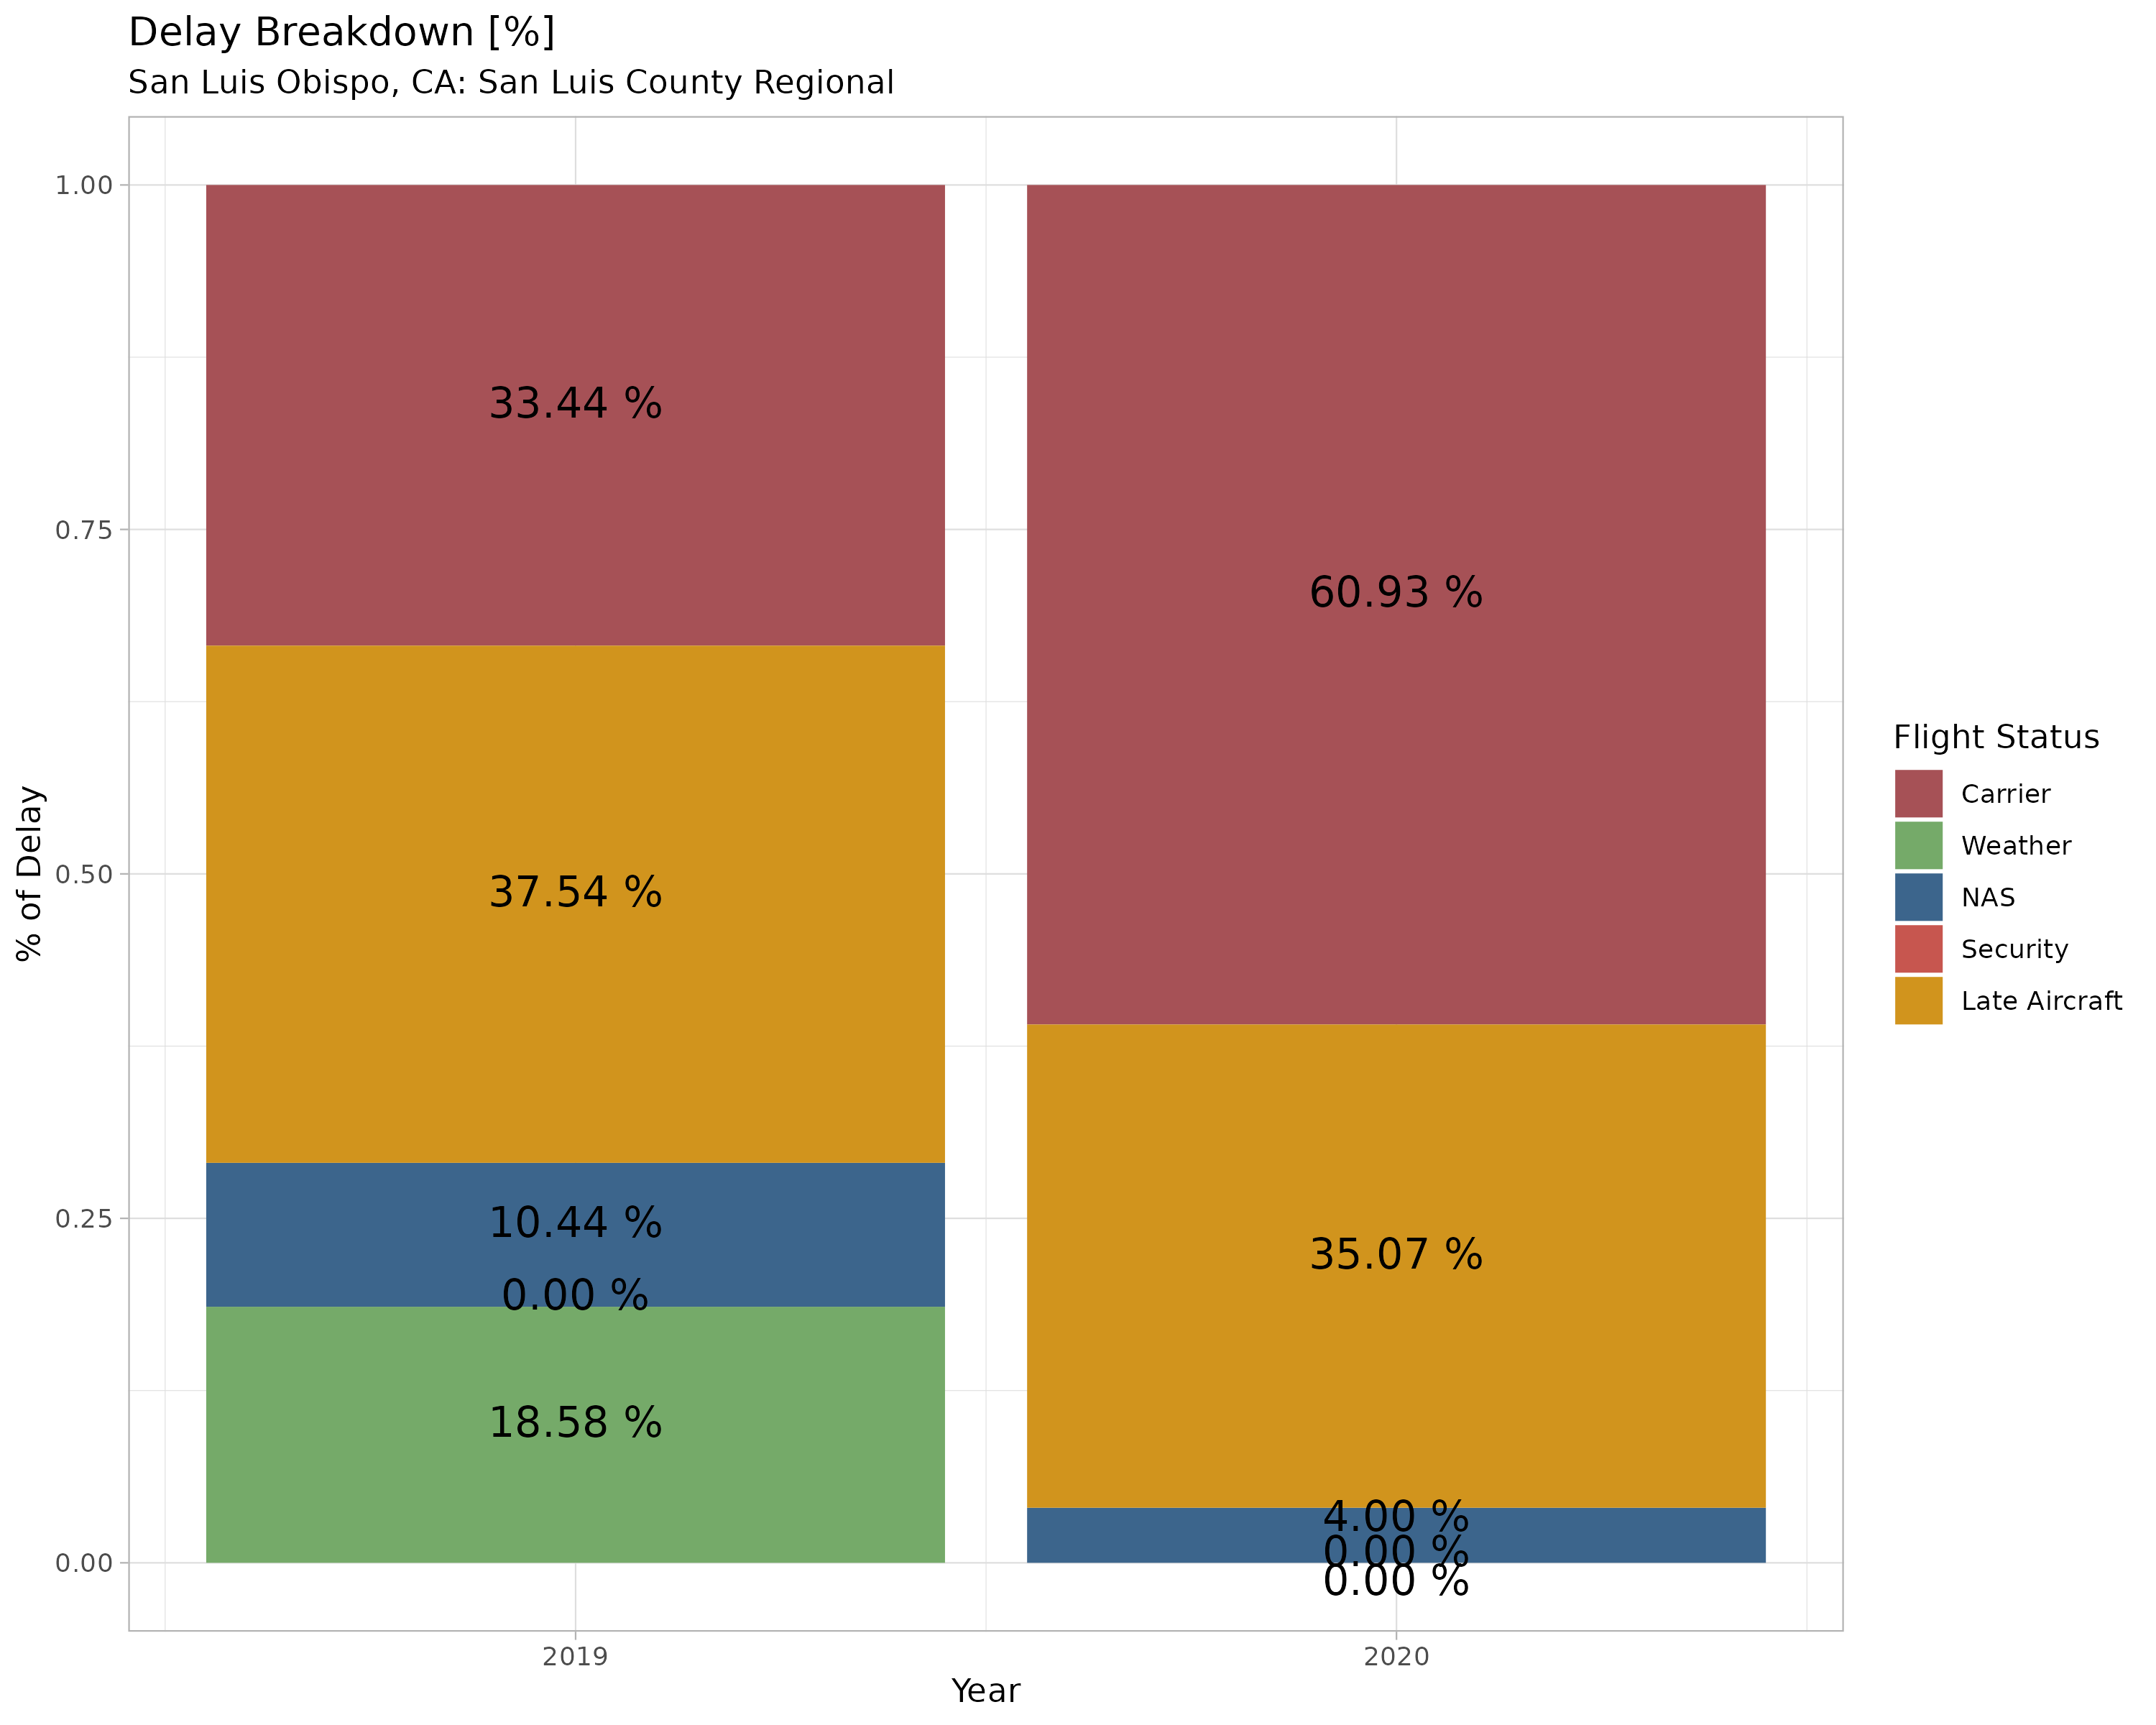 Delay Breakdown [%]
San Luis Obispo, CA: San Luis County Regional
% of Delay
1.00
0.75
0.50
0.25
0.00
33.44 %
37.54 %
10.44 %
0.00 %
18.58 %
60.93 %
35.07 %
4.00 %
0.00 %
0.00 %
2019
2020
Year
Flight Status
Carrier
Weather
NAS
Security
Late Aircraft